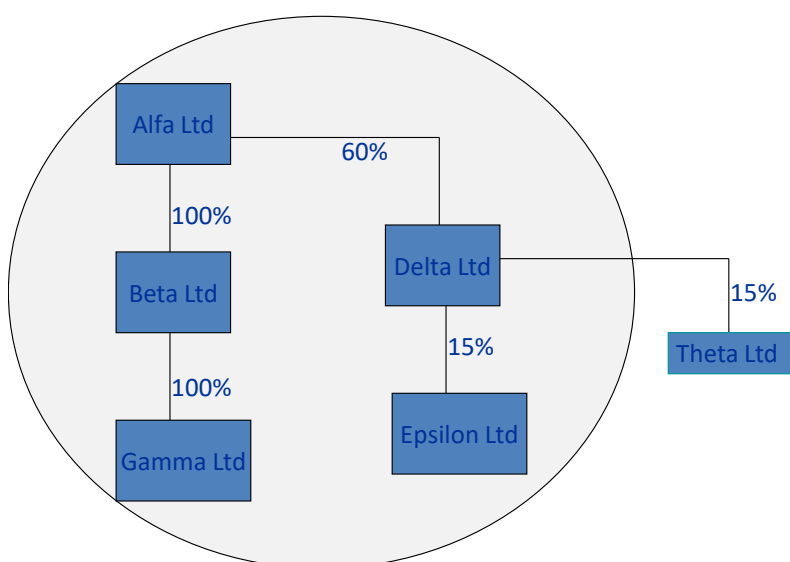 Alfa Ltd
60%
100%
Delta Ltd
Beta Ltd
15%
15%
Theta Ltd
100%
Epsilon Ltd
Gamma Ltd